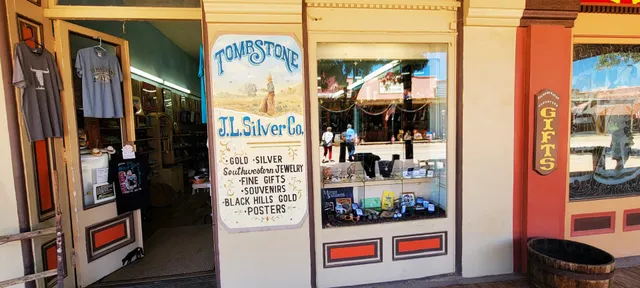 TOMBSTONE
J.L. Silver Co.
• GOLD • SILVER
Southwestern JEWELRY
• FINE GIFTS
• SOUVENIRS
• BLACK HILLS GOLD
• POSTERS
GIFTS